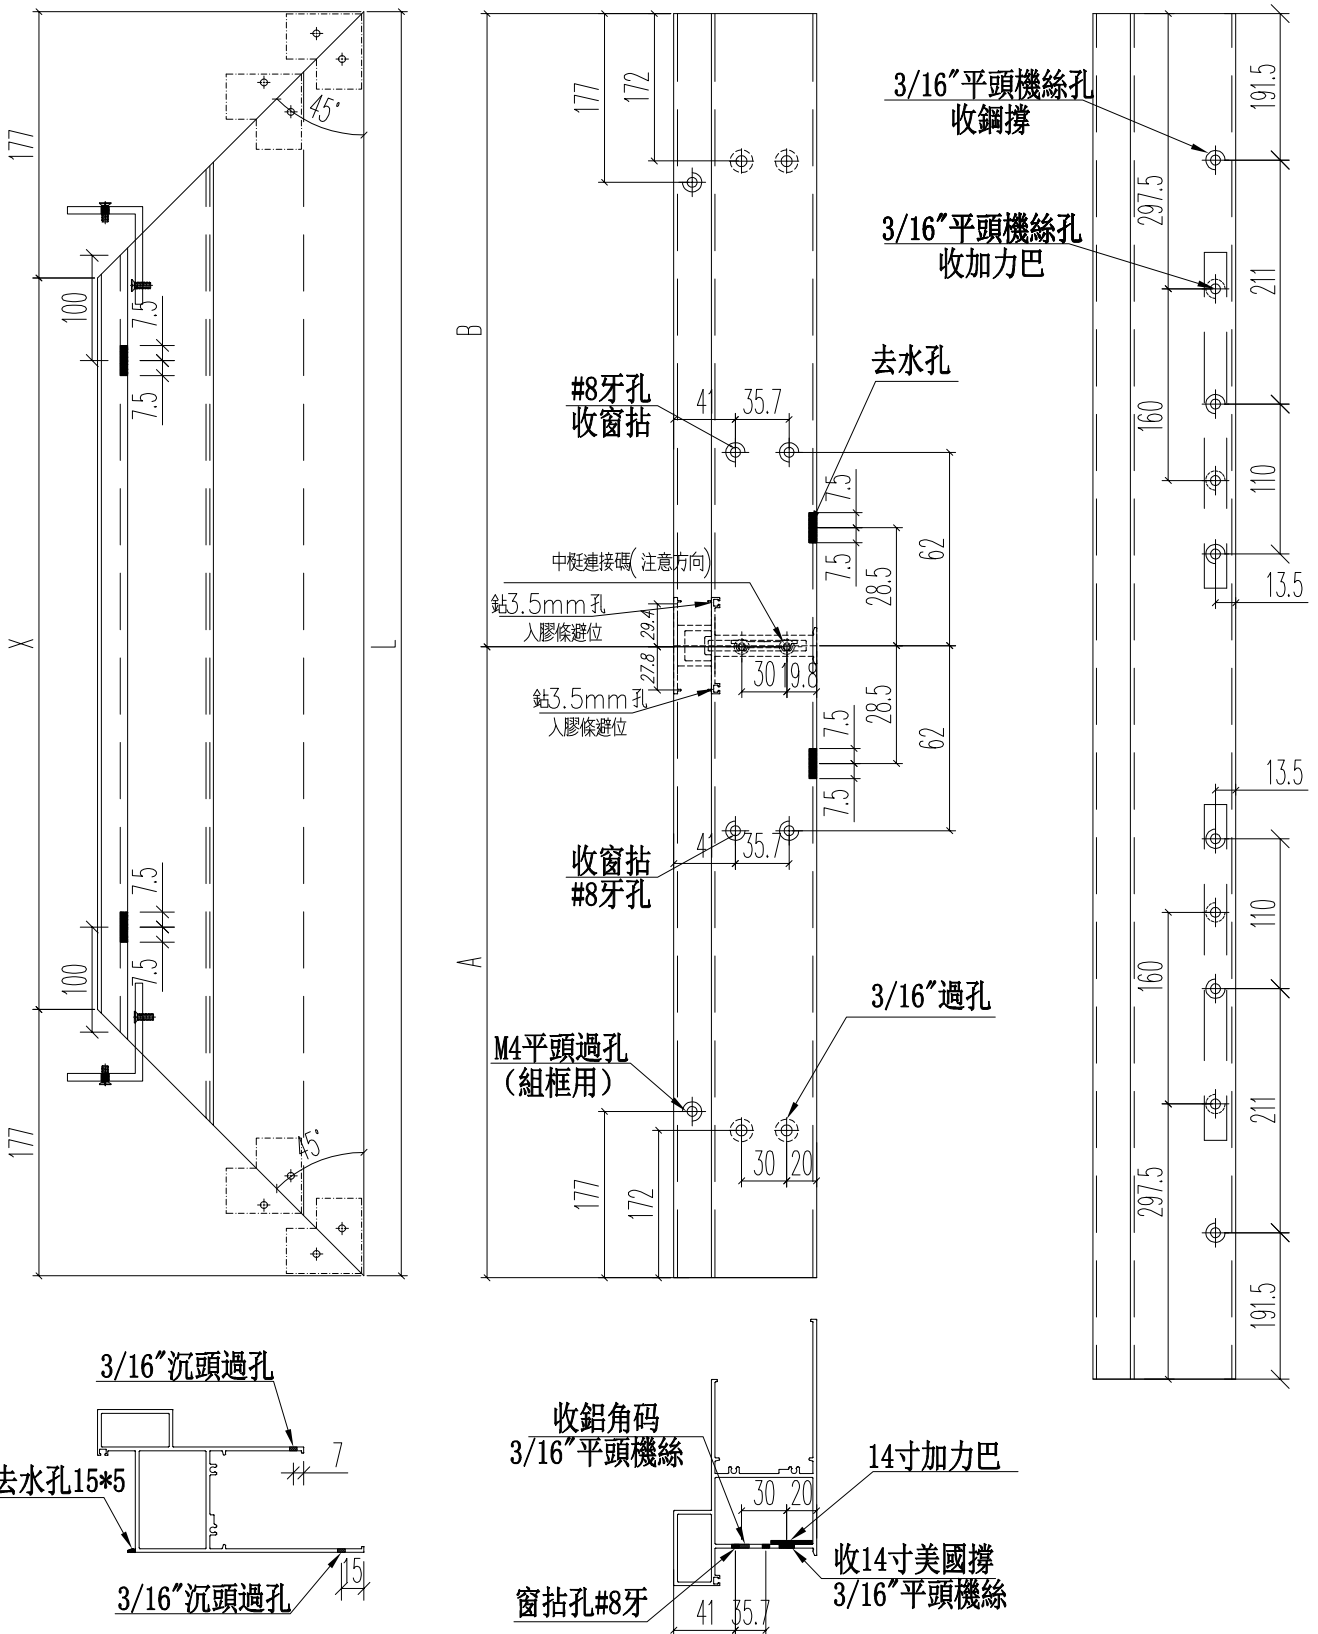 177
X
177
100
7.5
7.5
45°
L
7.5
7.5
100
45°
177
172
B
#8牙孔
收窗拈
41
35.7
去水孔
7.5
7.5
28.5
62
中梃連接碼(注意方向)
鉆3.5mm孔
入膠條避位
29.4
27.8
30
19.8
鉆3.5mm孔
入膠條避位
7.5
7.5
28.5
62
41
35.7
收窗拈
#8牙孔
A
3/16"過孔
M4平頭過孔
(組框用)
177
172
30
20
3/16"平頭機絲孔
收鋼撐
3/16"平頭機絲孔
收加力巴
191.5
297.5
211
160
110
13.5
13.5
110
160
211
297.5
191.5
3/16"沉頭過孔
7
去水孔15*5
15
3/16"沉頭過孔
收鋁角码
3/16"平頭機絲
14寸加力巴
30
20
收14寸美國撐
3/16"平頭機絲
窗拈孔#8牙
41
35.7